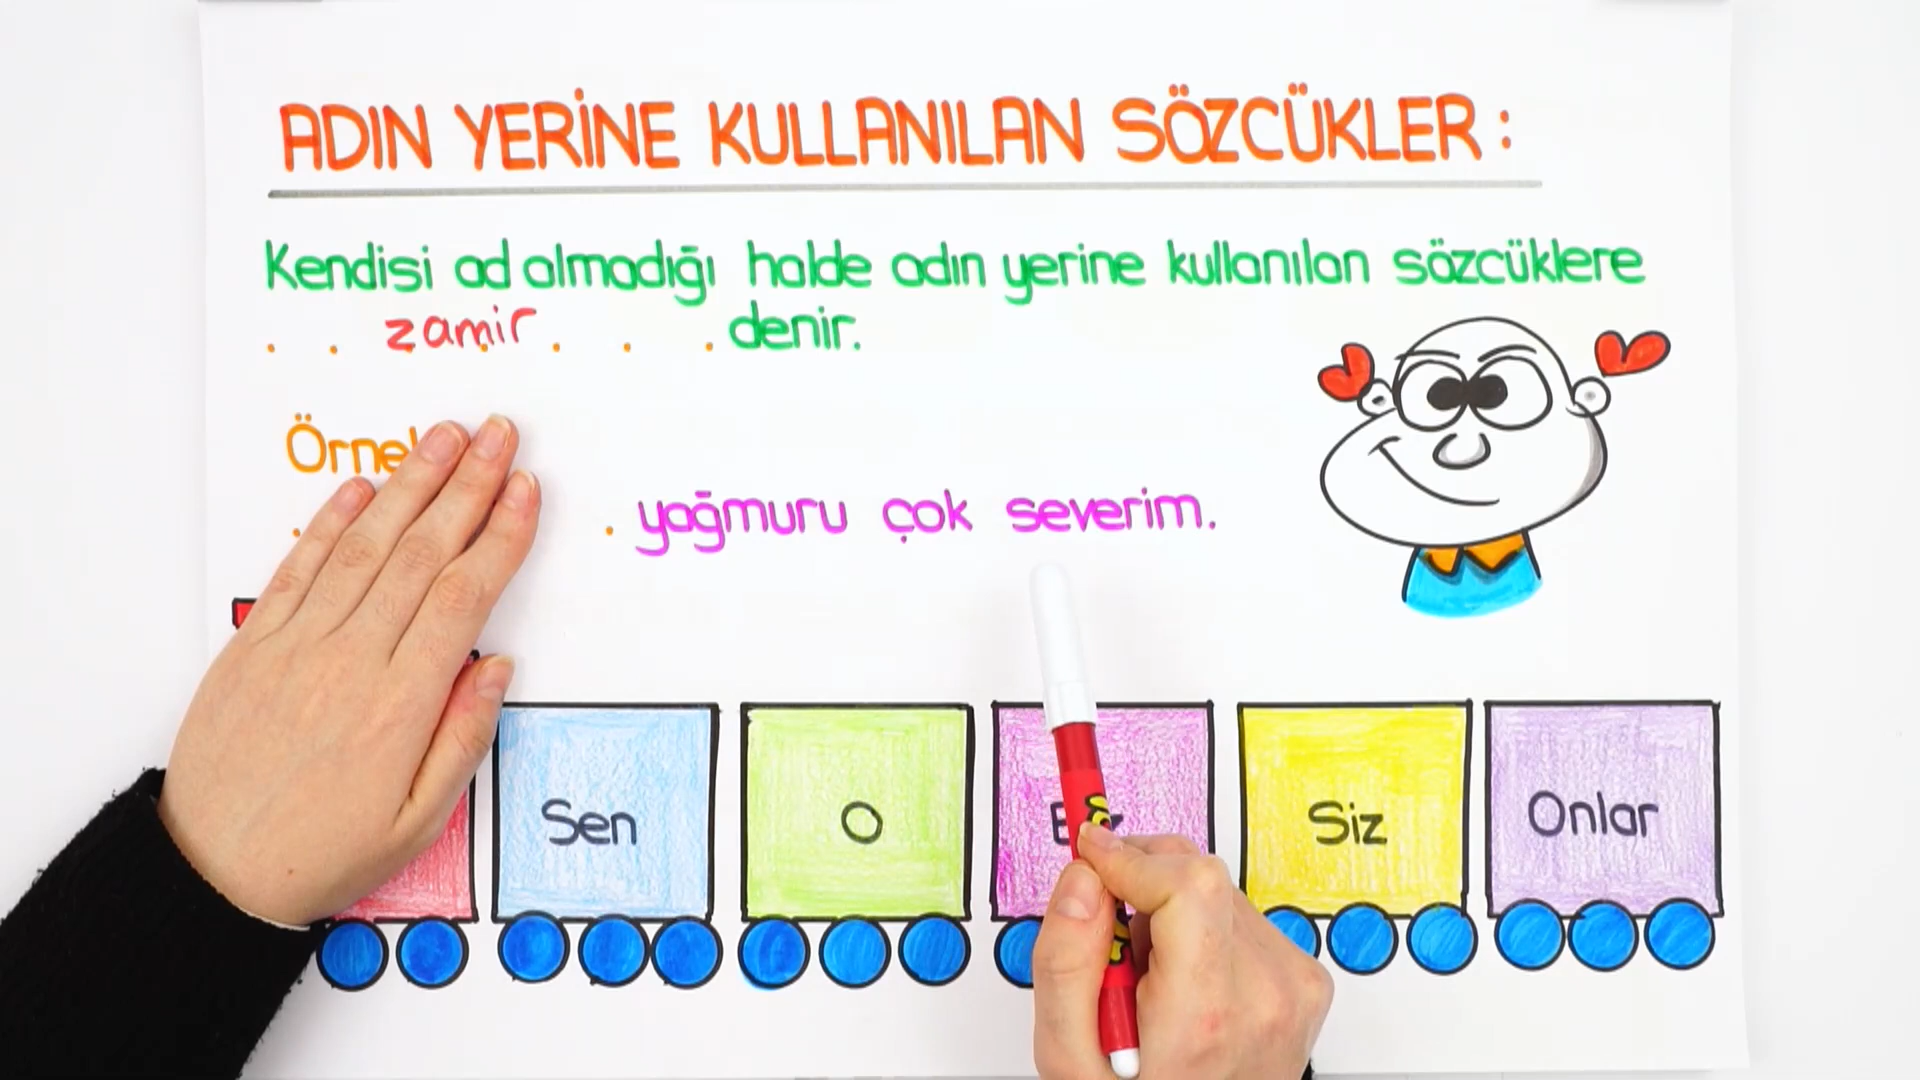 ADIN YERİNE KULLANILAN SÖZCÜKLER :
Kendisi ad almadığı halde adın yerine kullanılan sözcüklere
. . zamir . . . denir.
. . yağmuru çok severim.
Sen
O
Siz
Onlar